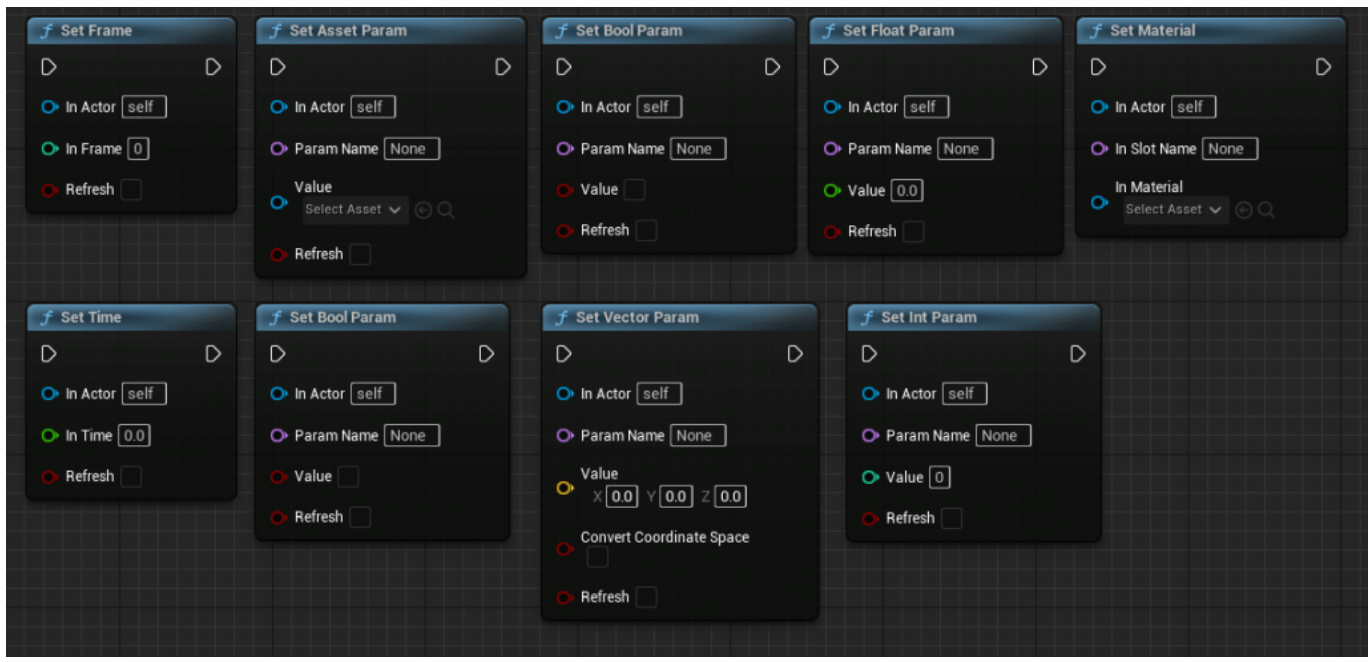 Set Frame
In Actor self
In Frame 0
Refresh
Set Asset Param
In Actor self
Param Name None
Value
Select Asset
Refresh
Set Bool Param
In Actor self
Param Name None
Value
Refresh
Set Float Param
In Actor self
Param Name None
Value 0.0
Refresh
Set Material
In Actor self
In Slot Name None
In Material
Select Asset
Set Time
In Actor self
In Time 0.0
Refresh
Set Bool Param
In Actor self
Param Name None
Value
Refresh
Set Vector Param
In Actor self
Param Name None
Value
X 0.0 Y 0.0 Z 0.0
Convert Coordinate Space
Refresh
Set Int Param
In Actor self
Param Name None
Value 0
Refresh